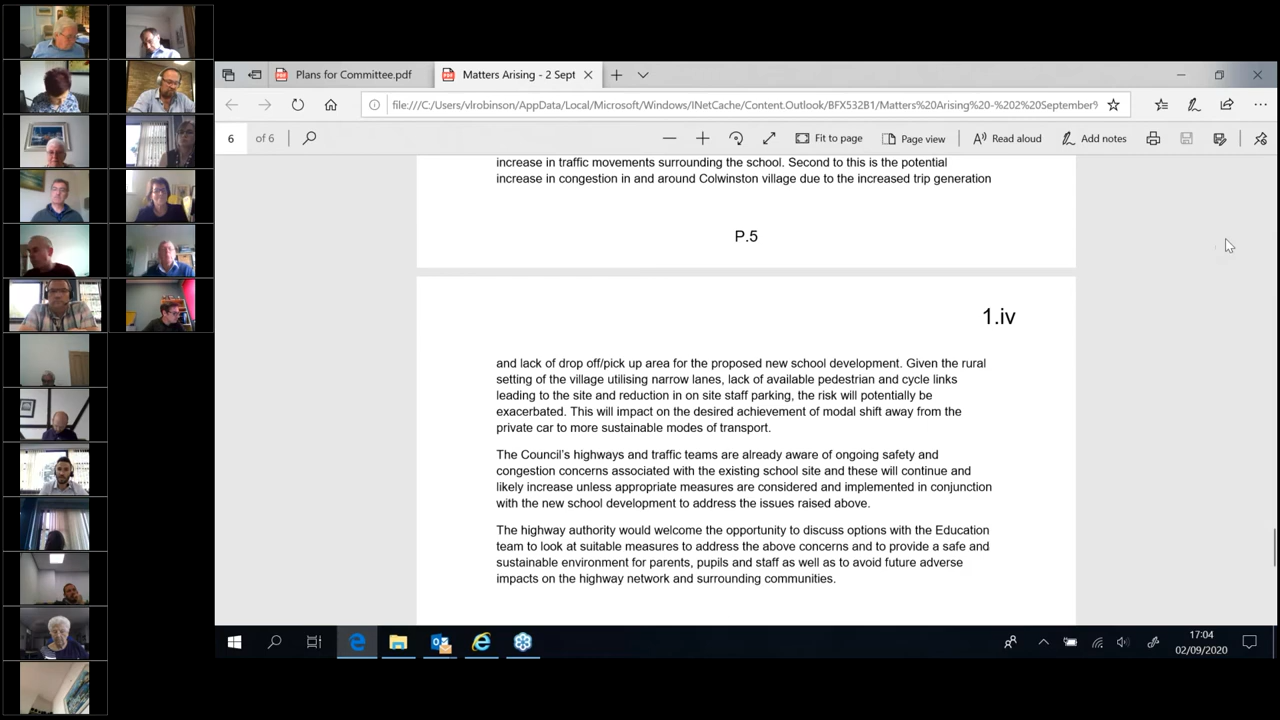 Plans for Committee.pdf
Matters Arising - 2 Sept
file:///C:/Users/vlrobinson/AppData/Local/Microsoft/Windows/INetCache/Content.Outlook/BFX532B1/Matters%20Arising%20-%202%20September%
6 of 6
Fit to page
Page view
Read aloud
Add notes
increase in traffic movements surrounding the school. Second to this is the potential
increase in congestion in and around Colwinston village due to the increased trip generation
P.5
1.iv
and lack of drop off/pick up area for the proposed new school development. Given the rural
setting of the village utilising narrow lanes, lack of available pedestrian and cycle links
leading to the site and reduction in on site staff parking, the risk will potentially be
exacerbated. This will impact on the desired achievement of modal shift away from the
private car to more sustainable modes of transport.
The Council's highways and traffic teams are already aware of ongoing safety and
congestion concerns associated with the existing school site and these will continue and
likely increase unless appropriate measures are considered and implemented in conjunction
with the new school development to address the issues raised above.
The highway authority would welcome the opportunity to discuss options with the Education
team to look at suitable measures to address the above concerns and to provide a safe and
sustainable environment for parents, pupils and staff as well as to avoid future adverse
impacts on the highway network and surrounding communities.
17:04
02/09/2020